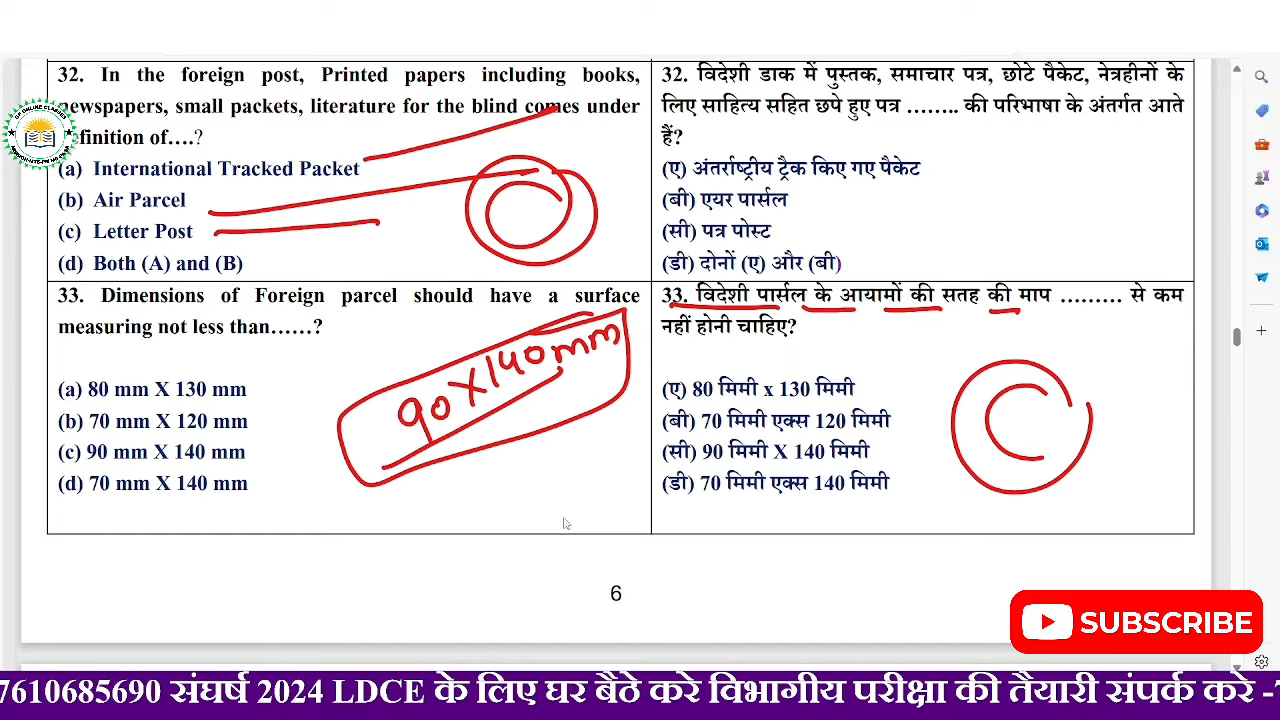 32. In the foreign post, Printed papers including books,
newspapers, small packets, literature for the blind comes under
definition of….?
(a) International Tracked Packet
(b) Air Parcel
(c) Letter Post
(d) Both (A) and (B)
32. विदेशी डाक में पुस्तक, समाचार पत्र, छोटे पैकेट, नेत्रहीनों के
लिए साहित्य सहित छपे हुए पत्र …….. की परिभाषा के अंतर्गत आते
हैं?
(ए) अंतर्राष्ट्रीय ट्रैक किए गए पैकेट
(बी) एयर पार्सल
(सी) पत्र पोस्ट
(डी) दोनों (ए) और (बी)
33. Dimensions of Foreign parcel should have a surface
measuring not less than……?
(a) 80 mm X 130 mm
(b) 70 mm X 120 mm
(c) 90 mm X 140 mm
(d) 70 mm X 140 mm
90 X 140 mm
33. विदेशी पार्सल के आयामों की सतह की माप ……… से कम
नहीं होनी चाहिए?
(ए) 80 मिमी x 130 मिमी
(बी) 70 मिमी एक्स 120 मिमी
(सी) 90 मिमी X 140 मिमी
(डी) 70 मिमी एक्स 140 मिमी
C
6
SUBSCRIBE
7610685690 संघर्ष 2024 LDCE के लिए घर बैठे करे विभागीय परीक्षा की तैयारी संपर्क करे -7